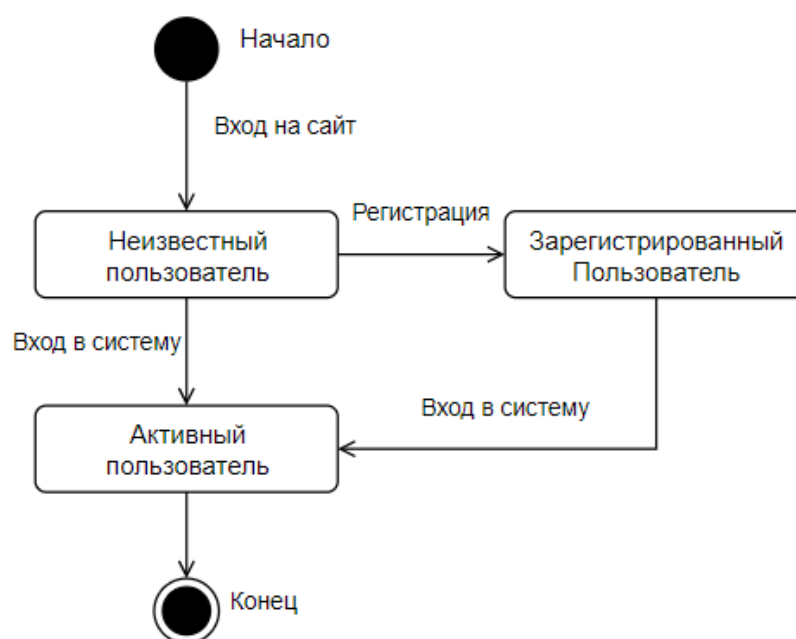 Начало
Вход на сайт
Регистрация
Неизвестный
пользователь
Зарегистрированный
Пользователь
Вход в систему
Вход в систему
Активный
пользователь
Конец